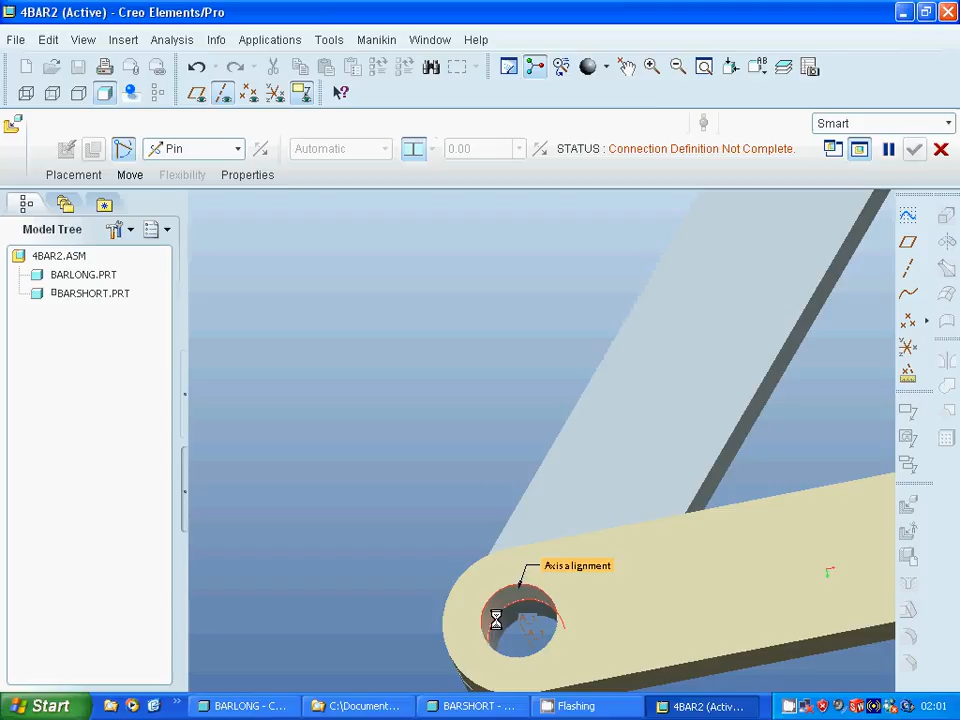 4BAR2 (Active) - Creo Elements/Pro
File Edit View Insert Analysis Info Applications Tools Manikin Window Help
Smart
Pin
Automatic
0.00
STATUS : Connection Definition Not Complete.
Placement Move Flexibility Properties
Model Tree
4BAR2.ASM
BARLONG.PRT
BARSHORT.PRT
Axis alignment
Start
BARLONG - C...
C:\Document...
BARSHORT - ...
Flashing
4BAR2 (Activ...
02:01